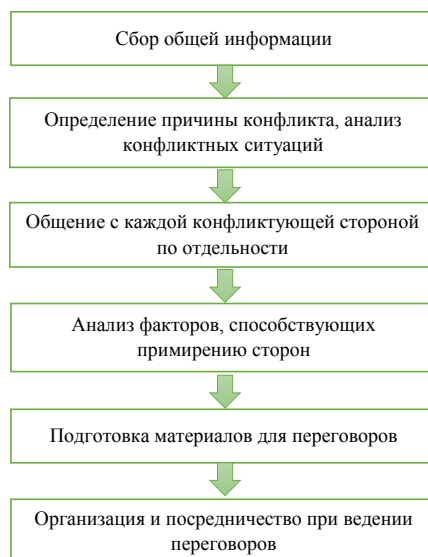 Сбор общей информации
Определение причины конфликта, анализ
конфликтных ситуаций
Общение с каждой конфликтующей стороной
по отдельности
Анализ факторов, способствующих
примирению сторон
Подготовка материалов для переговоров
Организация и посредничество при ведении
переговоров